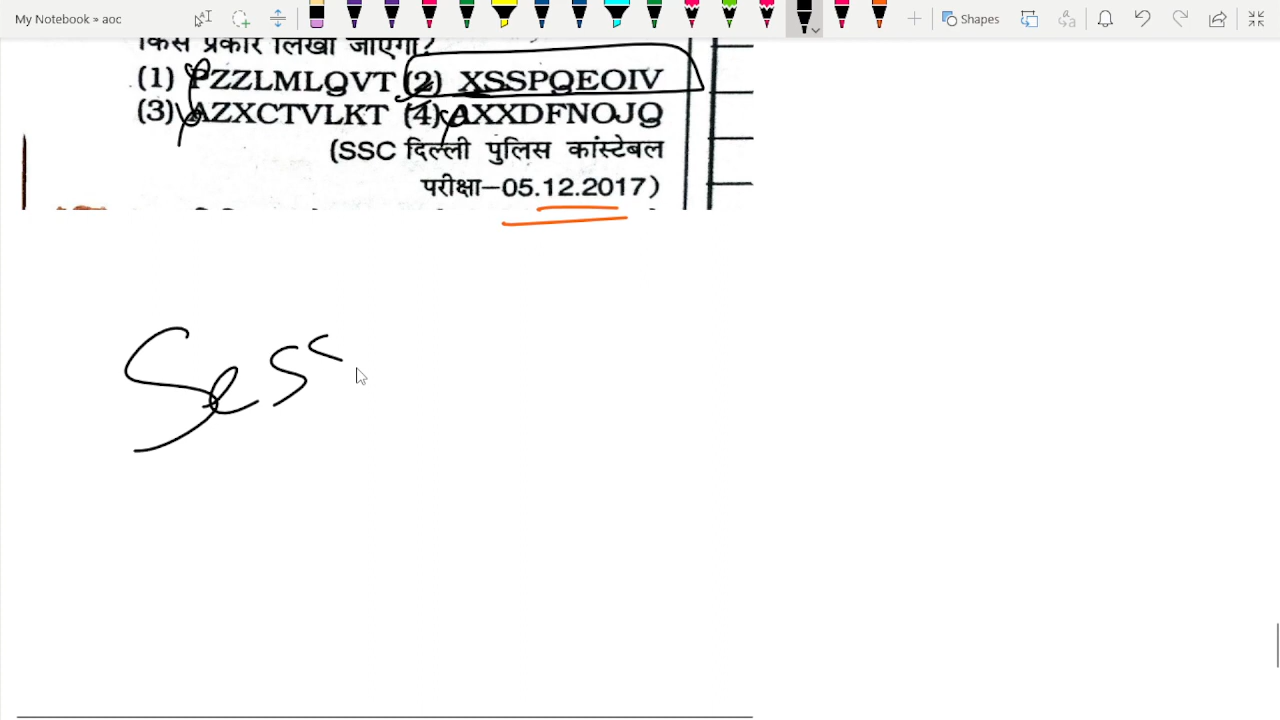 My Notebook » aoc
Shapes
किस प्रकार लिखा जाएगा?
(1) PZZLMLQVT (2) XSSPQEOIV
(3) AZXCTVLKT (4) AXXDFNOJQ
(SSC दिल्ली पुलिस कांस्टेबल
परीक्षा–05.12.2017)
Sess